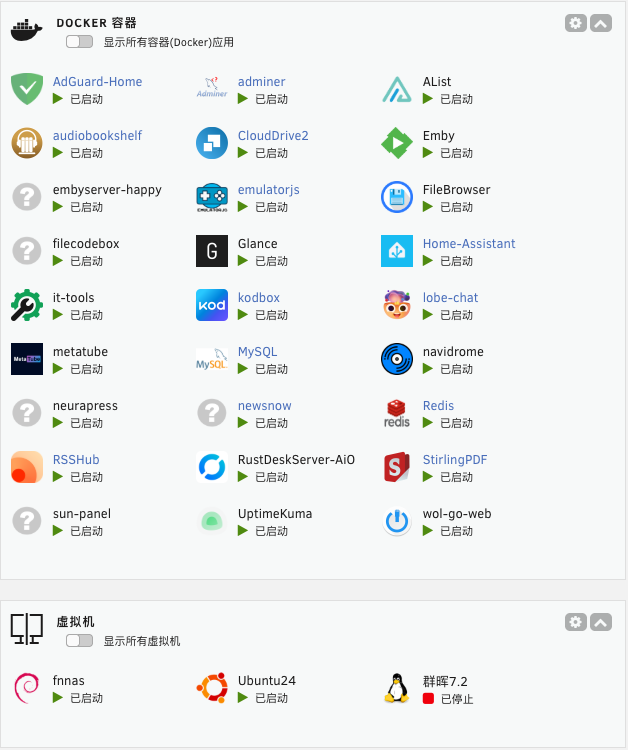 DOCKER 容器
显示所有容器(Docker)应用
AdGuard-Home
已启动
Adminer
adminer
已启动
AList
已启动
audiobookshelf
已启动
CloudDrive2
已启动
Emby
已启动
?
embyserver-happy
已启动
EMULATORJS
emulatorjs
已启动
FileBrowser
已启动
?
filecodebox
已启动
G
Glance
已启动
Home-Assistant
已启动
it-tools
已启动
kod
kodbox
已启动
lobe-chat
已启动
MetaTube
metatube
已启动
MySQL
MySQL
已启动
navidrome
已启动
?
neurapress
已启动
?
newsnow
已启动
redis
Redis
已启动
RSSHub
已启动
RustDeskServer-AiO
已启动
S
StirlingPDF
已启动
?
sun-panel
已启动
UptimeKuma
已启动
wol-go-web
已启动
虚拟机
显示所有虚拟机
fnnas
已启动
Ubuntu24
已启动
群晖7.2
已停止